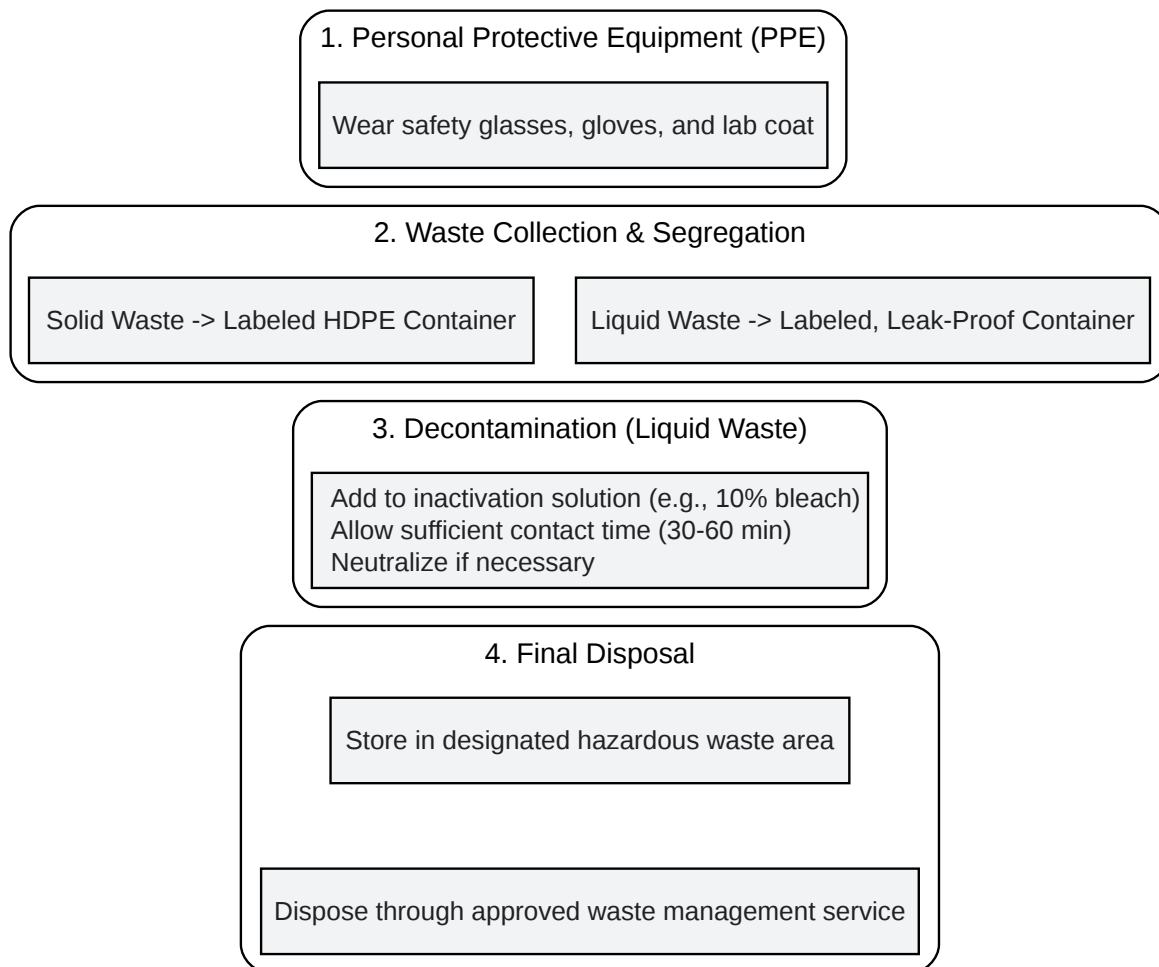 1. Personal Protective Equipment (PPE)
Wear safety glasses, gloves, and lab coat
2. Waste Collection & Segregation
Solid Waste -> Labeled HDPE Container
Liquid Waste -> Labeled, Leak-Proof Container
3. Decontamination (Liquid Waste)
Add to inactivation solution (e.g., 10% bleach)
Allow sufficient contact time (30-60 min)
Neutralize if necessary
4. Final Disposal
Store in designated hazardous waste area
Dispose through approved waste management service